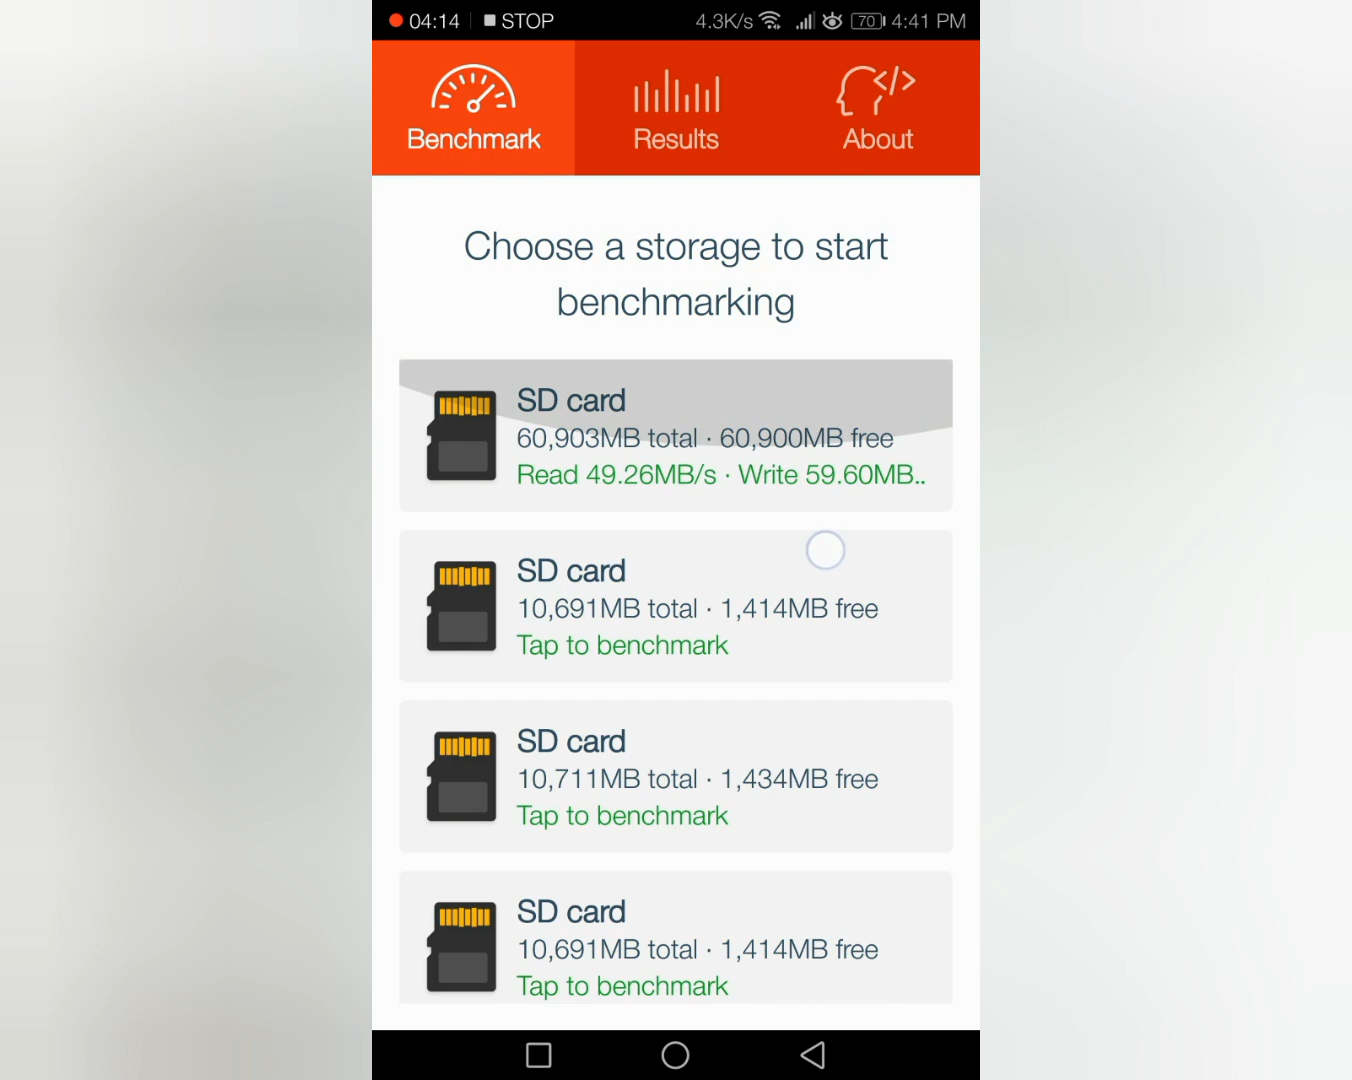 04:14 STOP 4.3K/s 70 4:41 PM
Benchmark Results About
Choose a storage to start
benchmarking
SD card
60,903MB total · 60,900MB free
Read 49.26MB/s · Write 59.60MB..
SD card
10,691MB total · 1,414MB free
Tap to benchmark
SD card
10,711MB total · 1,434MB free
Tap to benchmark
SD card
10,691MB total · 1,414MB free
Tap to benchmark